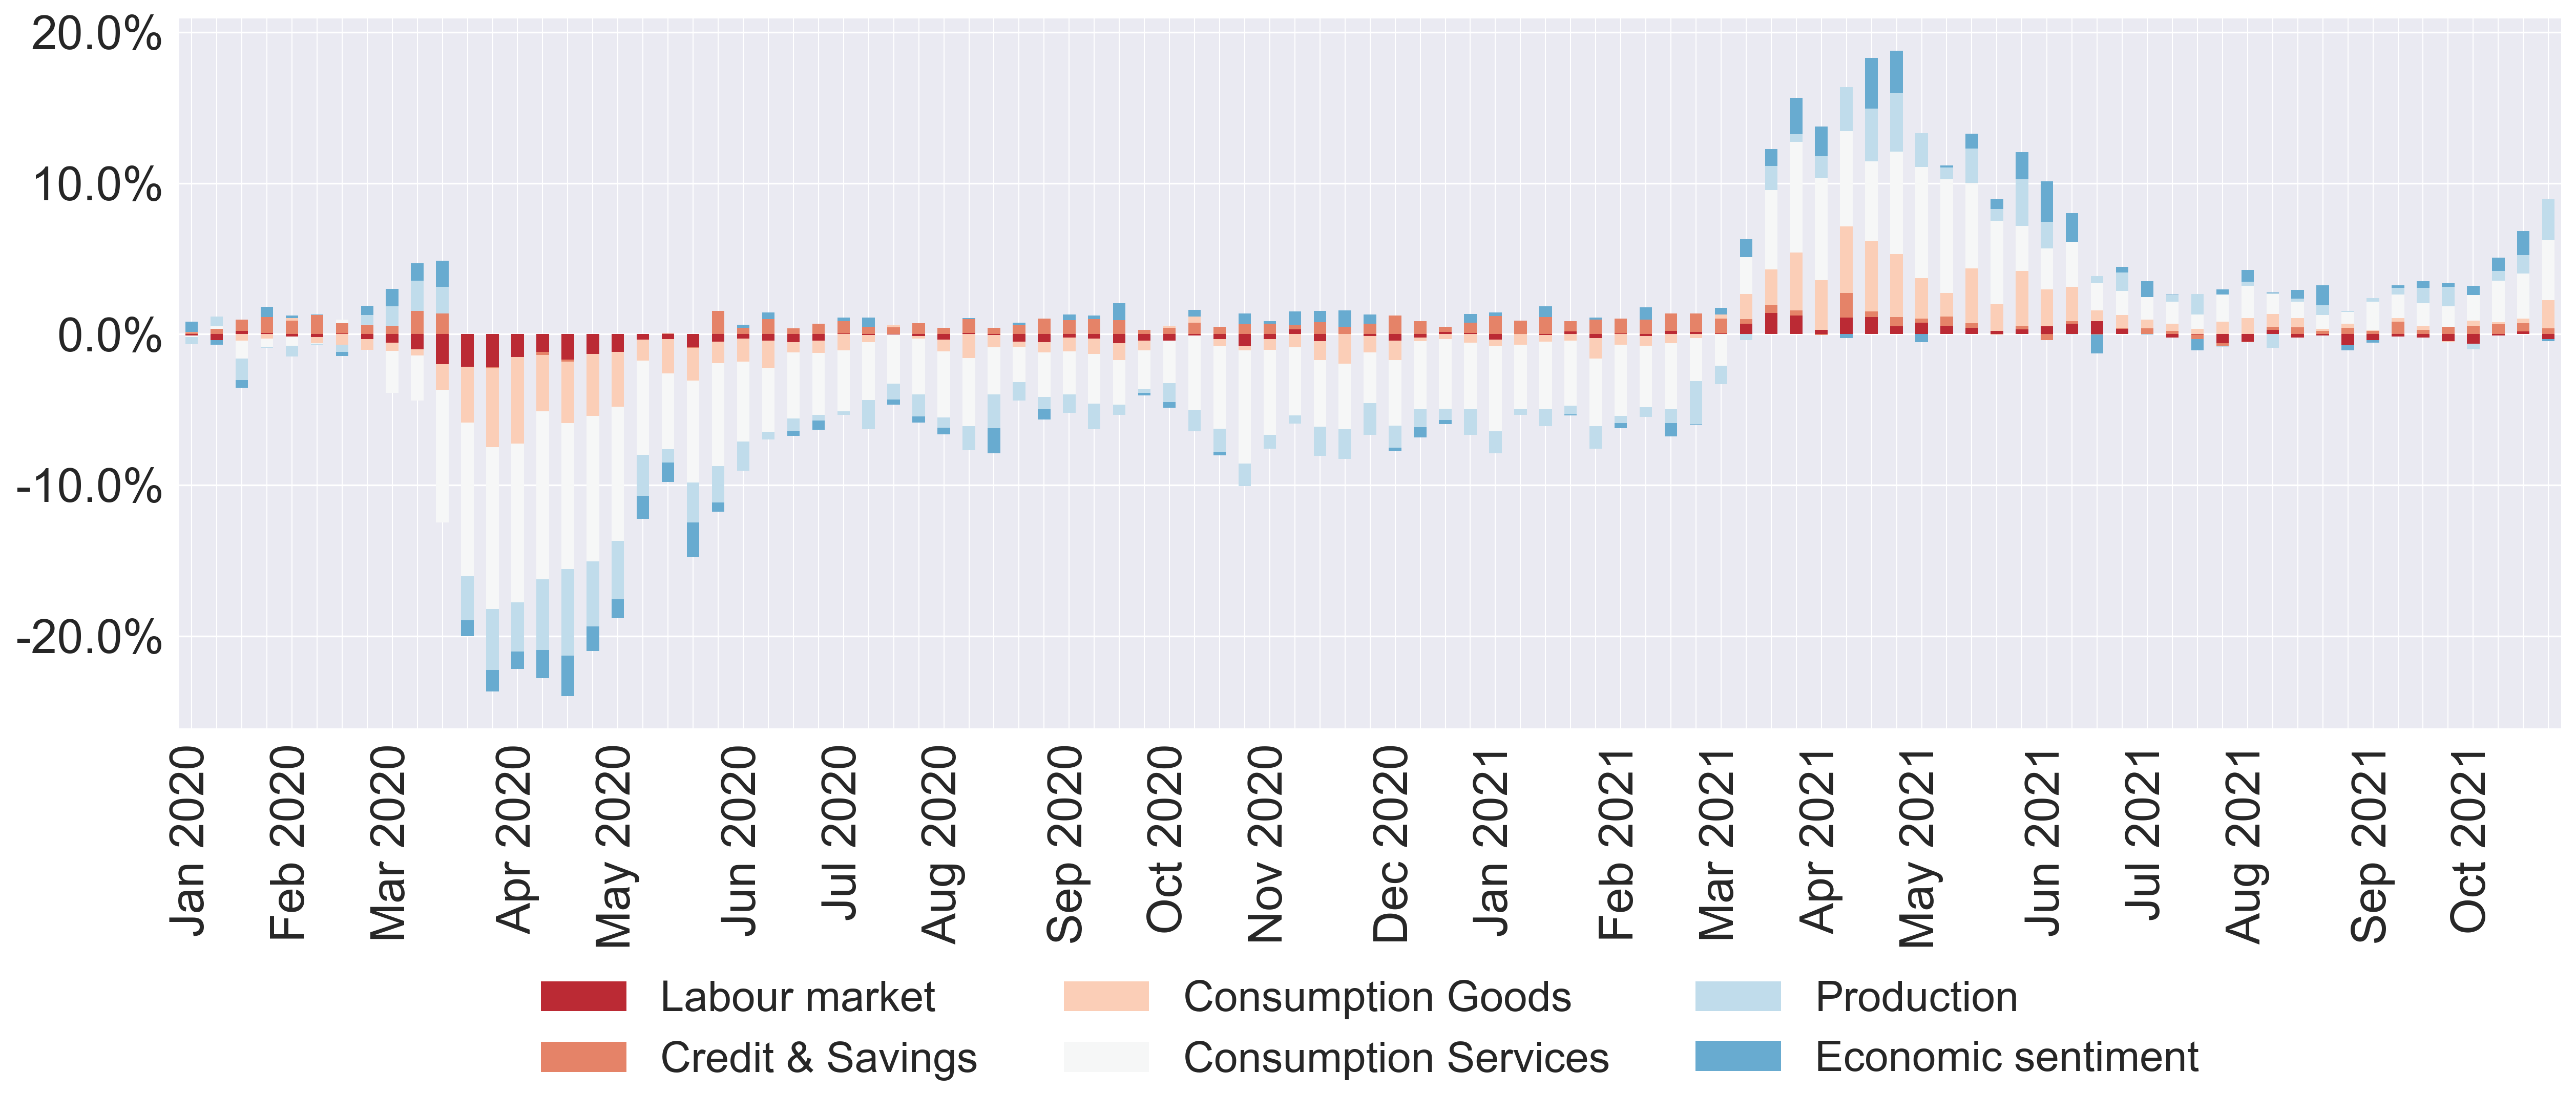 20.0%
10.0%
0.0%
-10.0%
-20.0%
Jan 2020
Feb 2020
Mar 2020
Apr 2020
May 2020
Jun 2020
Jul 2020
Aug 2020
Sep 2020
Oct 2020
Nov 2020
Dec 2020
Jan 2021
Feb 2021
Mar 2021
Apr 2021
May 2021
Jun 2021
Jul 2021
Aug 2021
Sep 2021
Oct 2021
Labour market
Consumption Goods
Production
Credit & Savings
Consumption Services
Economic sentiment